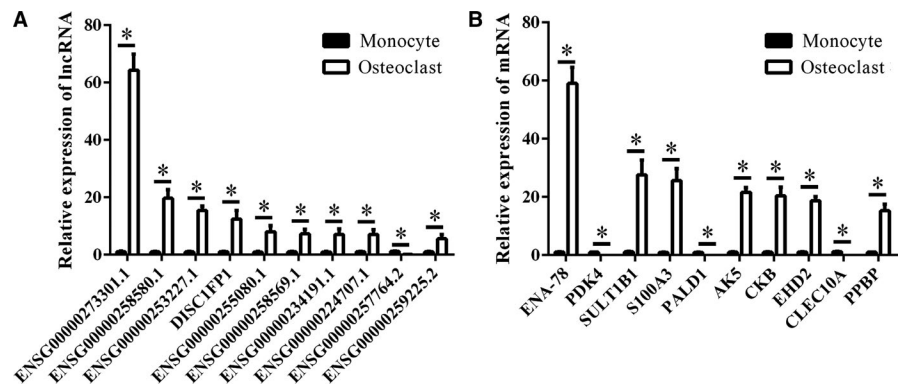 A
Relative expression of lncRNA
80
60
40
20
0
Monocyte
Osteoclast
*
*
*
*
*
*
*
*
*
*
ENSG00000273301.1
ENSG00000258580.1
ENSG00000253227.1
DISC1FP1
ENSG00000255080.1
ENSG00000258569.1
ENSG00000234191.1
ENSG00000224707.1
ENSG00000257764.2
ENSG00000259225.2
B
Relative expression of mRNA
80
60
40
20
0
Monocyte
Osteoclast
*
*
*
*
*
*
*
*
*
*
ENA-78
PDK4
SULT1B1
S100A3
PALD1
AK5
CKB
EHD2
CLEC10A
PPBP